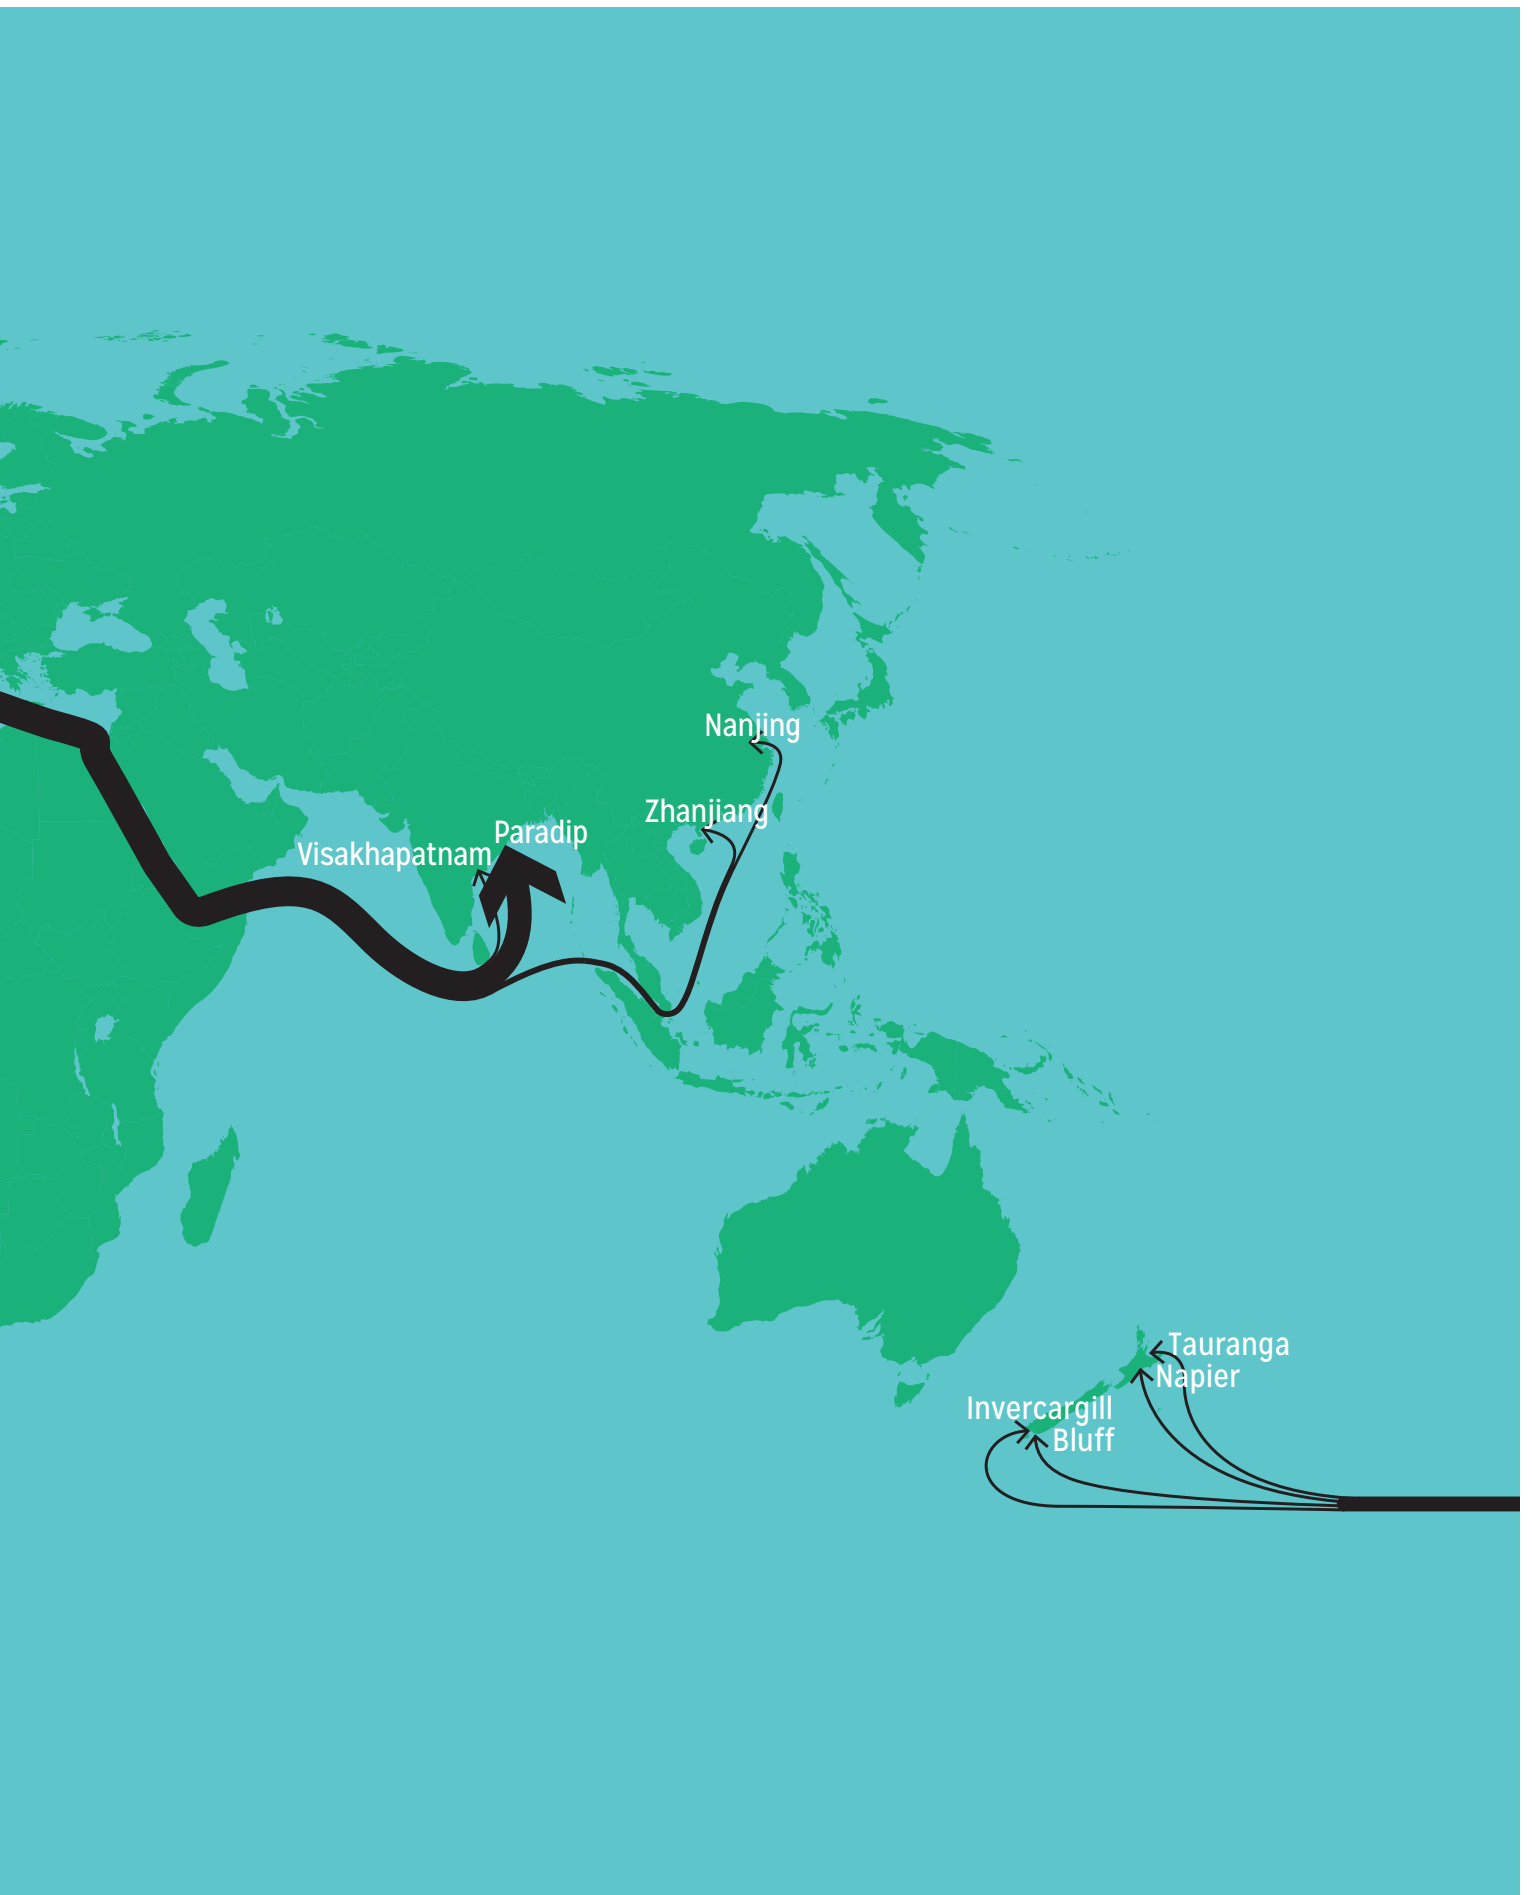 Nanjing
Zhanjiang
Paradip
Visakhapatnam
Tauranga
Napier
Invercargill
Bluff